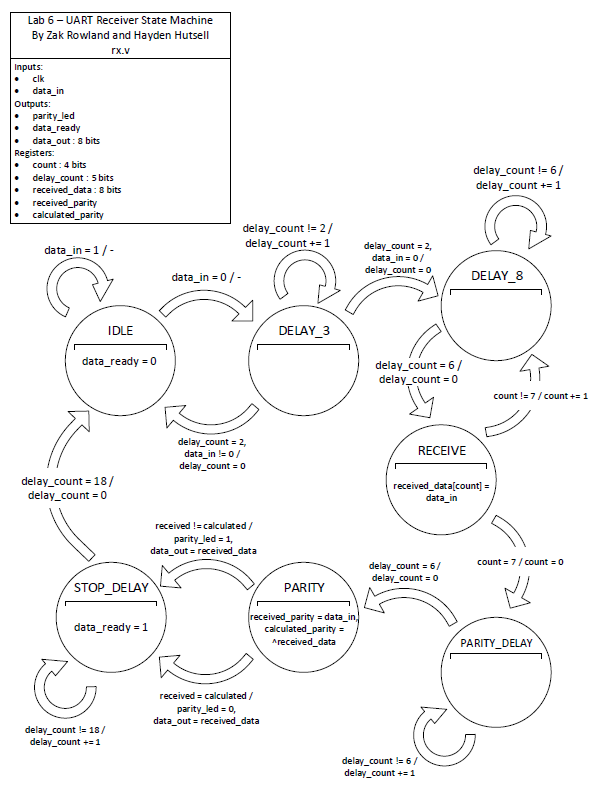 Lab 6 – UART Receiver State Machine
By Zak Rowland and Hayden Hutsell
rx.v
Inputs:
• clk
• data_in
Outputs:
• parity_led
• data_ready
• data_out : 8 bits
Registers:
• count : 4 bits
• delay_count : 5 bits
• received_data : 8 bits
• received_parity
• calculated_parity
data_in = 1 / -
data_in = 0 / -
delay_count != 2 /
delay_count += 1
delay_count = 2,
data_in = 0 /
delay_count = 0
delay_count != 6 /
delay_count += 1
IDLE
data_ready = 0
DELAY_3
DELAY_8
delay_count = 2,
data_in != 0 /
delay_count = 0
delay_count = 6 /
delay_count = 0
count != 7 / count += 1
RECEIVE
received_data[count] =
data_in
delay_count = 18 /
delay_count = 0
received != calculated /
parity_led = 1,
data_out = received_data
delay_count = 6 /
delay_count = 0
count = 7 / count = 0
STOP_DELAY
data_ready = 1
PARITY
received_parity = data_in,
calculated_parity =
^received_data
PARITY_DELAY
received = calculated /
parity_led = 0,
data_out = received_data
delay_count != 18 /
delay_count += 1
delay_count != 6 /
delay_count += 1